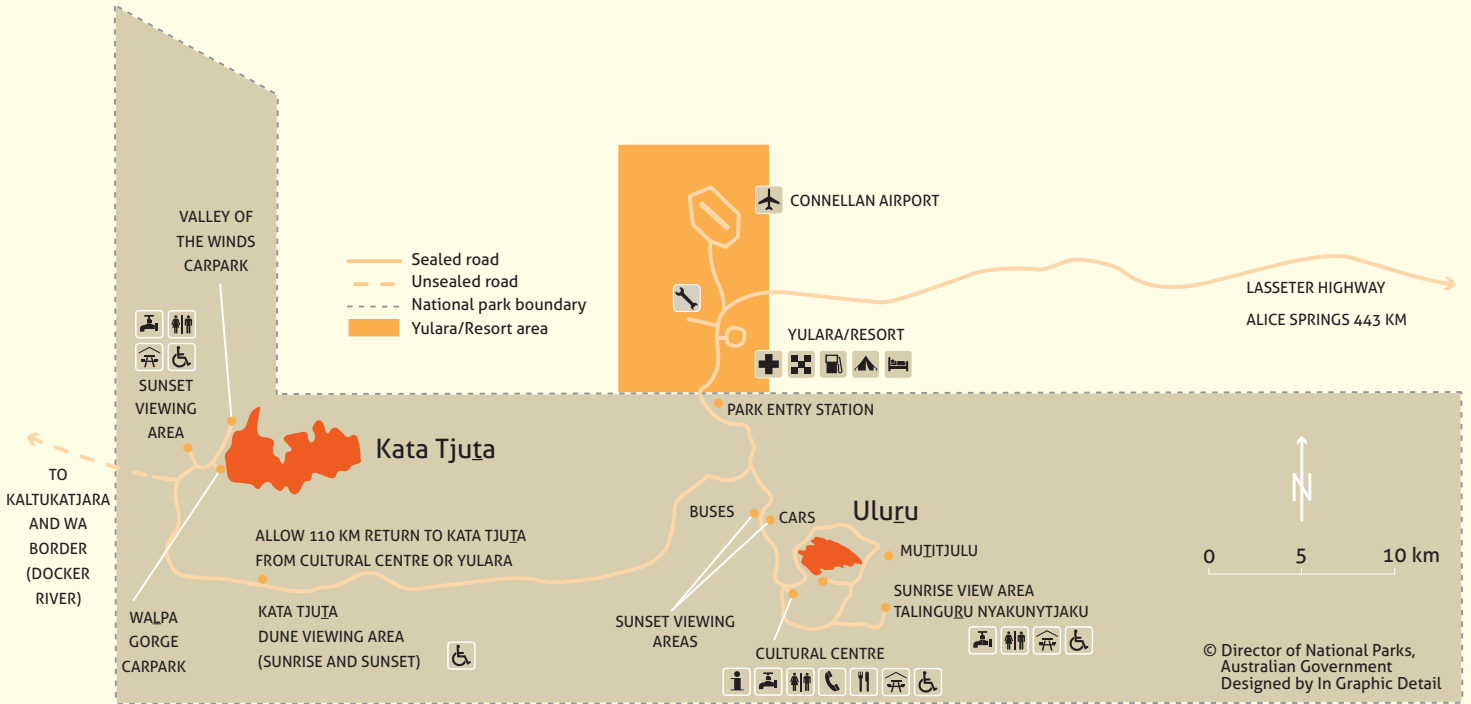 CONNELLAN AIRPORT
VALLEY OF
THE WINDS
CARPARK
Sealed road
Unsealed road
National park boundary
Yulara/Resort area
LASSETER HIGHWAY
ALICE SPRINGS 443 KM
YULARA/RESORT
SUNSET
VIEWING
AREA
PARK ENTRY STATION
Kata Tjuṯa
TO
KALTUKATJARA
AND WA
BORDER
(DOCKER
RIVER)
BUSES
CARS
Uluṟu
ALLOW 110 KM RETURN TO KATA TJUṮA
FROM CULTURAL CENTRE OR YULARA
MUṮITJULU
N
0 5 10 km
SUNRISE VIEW AREA
TALINGUṞU NYAKUNYTJAKU
WAḺPA
GORGE
CARPARK
KATA TJUṮA
DUNE VIEWING AREA
(SUNRISE AND SUNSET)
SUNSET VIEWING
AREAS
CULTURAL CENTRE
© Director of National Parks,
Australian Government
Designed by In Graphic Detail